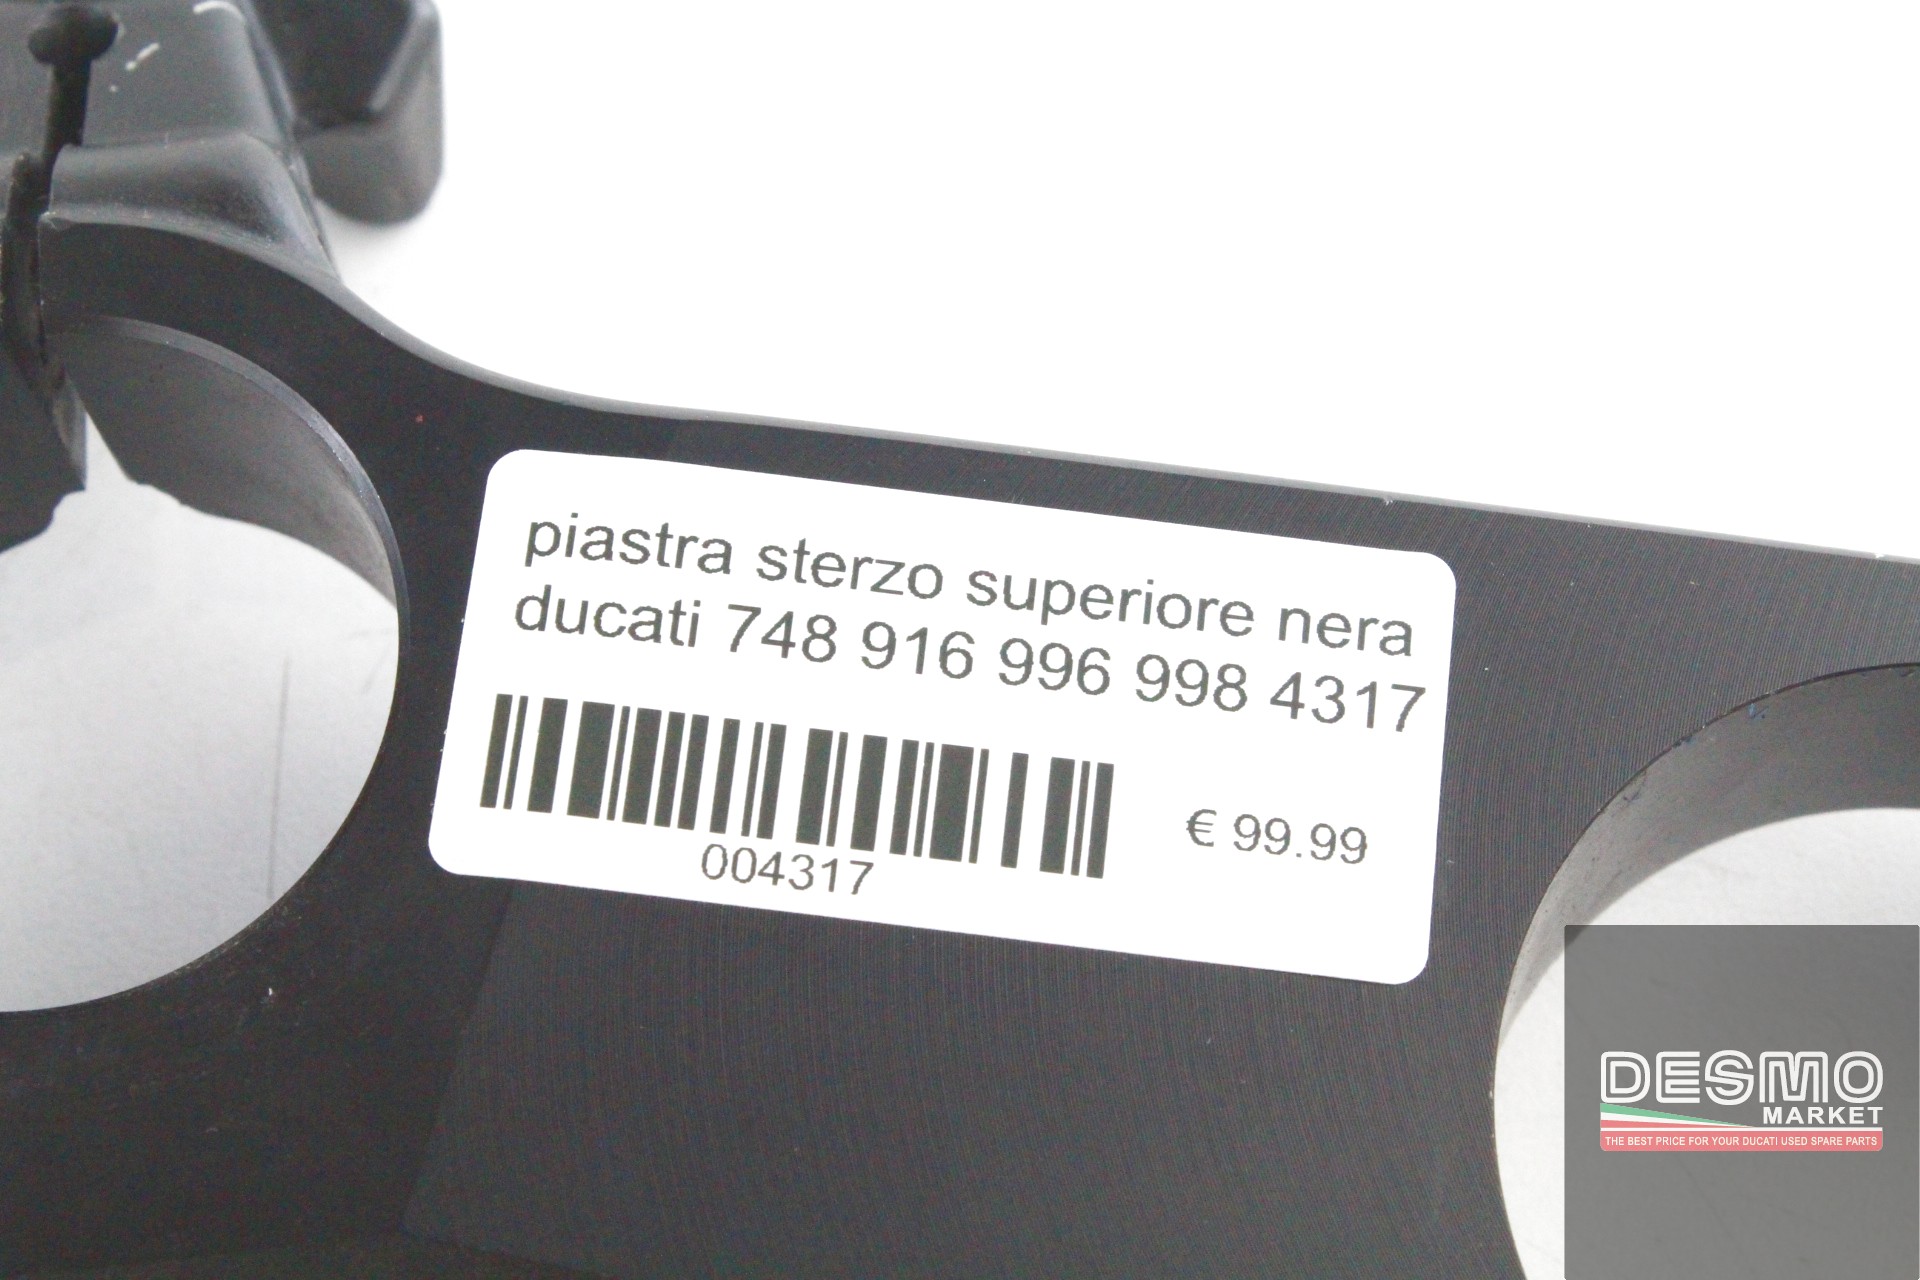 piastra sterzo superiore nera
ducati 748 916 996 998 4317
€ 99.99
004317
DESMO
MARKET
THE BEST PRICE FOR YOUR DUCATI USED SPARE PARTS